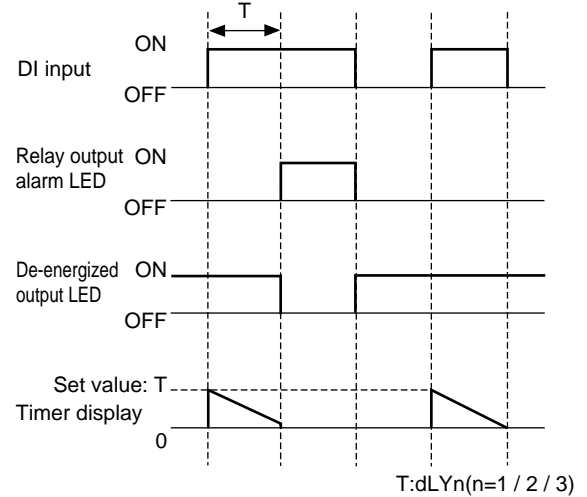 T
ON
DI input
OFF
Relay output ON
alarm LED
OFF
De-energized ON
output LED
OFF
Set value: T
Timer display
0
T:dLYn(n=1 / 2 / 3)